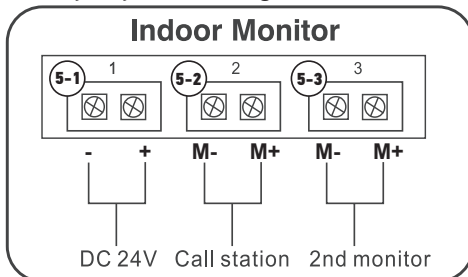 Indoor Monitor
5-1 1 5-2 2 5-3 3
- + M- M+ M- M+
DC 24V Call station 2nd monitor